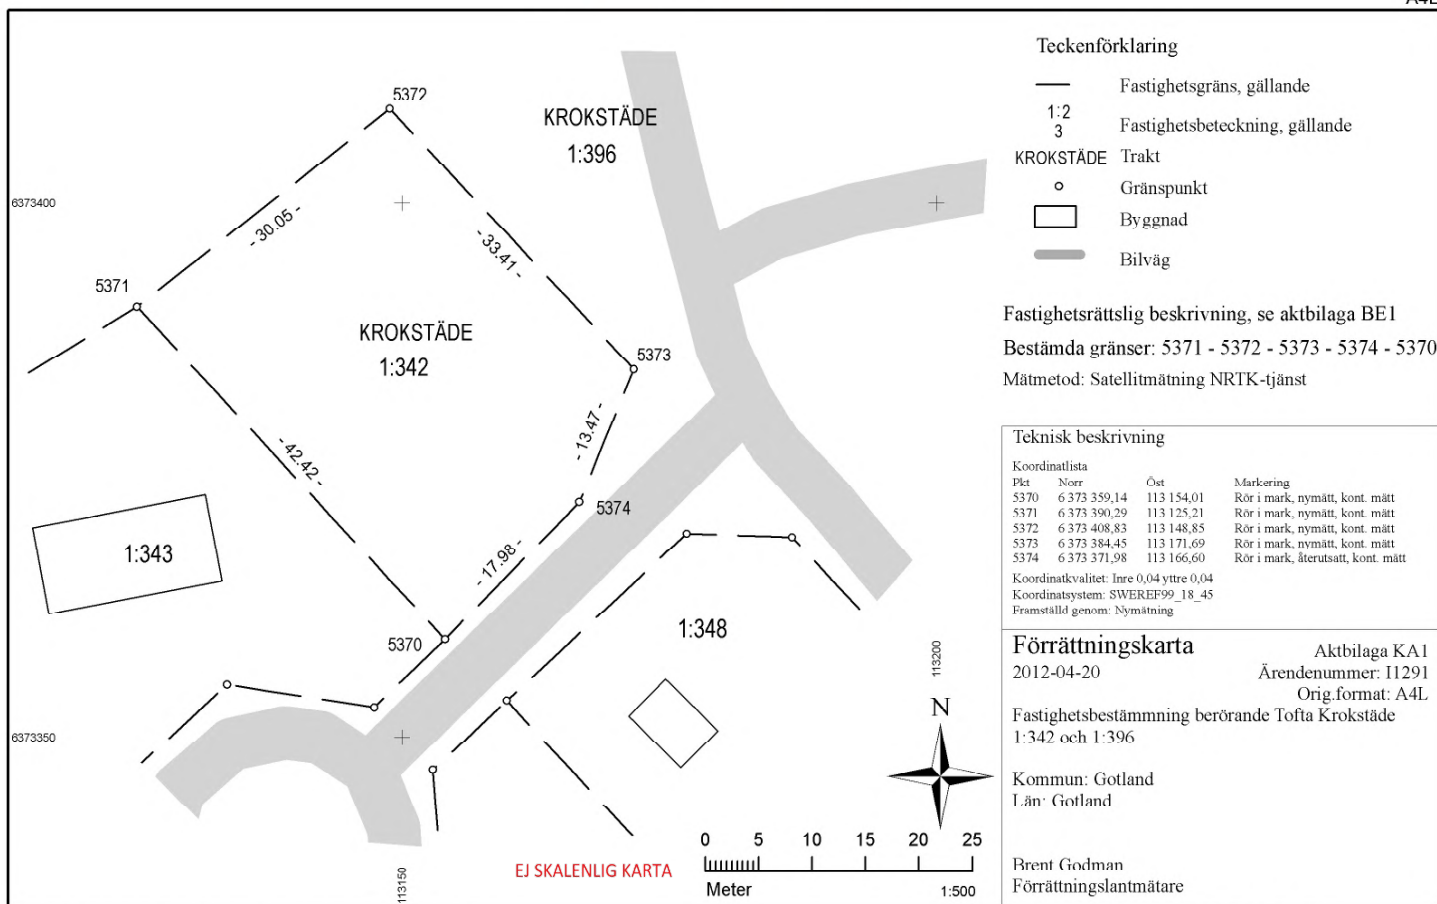 A4L
5372
KROKSTÄDE
1:396
6373400
- 30.05 -
- 33.41 -
5371
KROKSTÄDE
1:342
5373
- 13.47 -
- 42.42 -
5374
1:343
- 17.98 -
5370
1:348
6373350
113150
113200
N
EJ SKALENLIG KARTA
0 5 10 15 20 25
Meter
1:500
Teckenförklaring
Fastighetsgräns, gällande
1:2
3
Fastighetsbeteckning, gällande
KROKSTÄDE Trakt
Gränspunkt
Byggnad
Bilväg
Fastighetsrättslig beskrivning, se aktbilaga BE1
Bestämda gränser: 5371 - 5372 - 5373 - 5374 - 5370
Mätmetod: Satellitmätning NRTK-tjänst
Teknisk beskrivning
Koordinatlista
Pkt Norr Öst Markering
5370 6 373 359,14 113 154,01 Rör i mark, nymätt, kont. mätt
5371 6 373 390,29 113 125,21 Rör i mark, nymätt, kont. mätt
5372 6 373 408,83 113 148,85 Rör i mark, nymätt, kont. mätt
5373 6 373 384,45 113 171,69 Rör i mark, nymätt, kont. mätt
5374 6 373 371,98 113 166,60 Rör i mark, återutsatt, kont. mätt
Koordinatkvalitet: Inre 0,04 yttre 0,04
Koordinatsystem: SWEREF99_18_45
Framställd genom: Nymätning
Förrättningskarta
Aktbilaga KA1
2012-04-20
Ärendenummer: I1291
Orig.format: A4L
Fastighetsbestämmning berörande Tofta Krokstäde
1:342 och 1:396
Kommun: Gotland
Län: Gotland
Brent Godman
Förrättningslantmätare